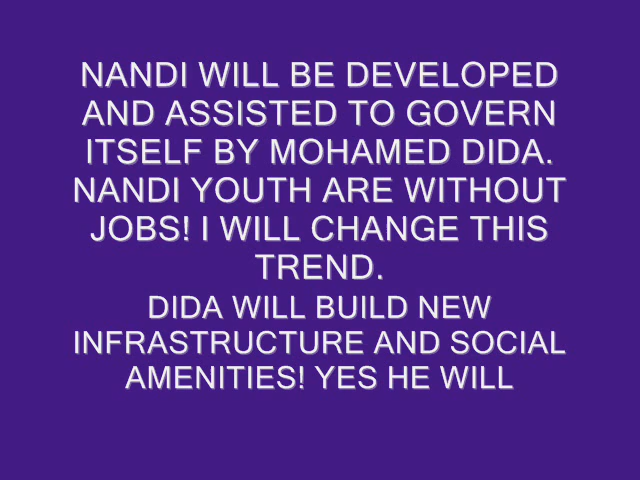 NANDI WILL BE DEVELOPED
AND ASSISTED TO GOVERN
ITSELF BY MOHAMED DIDA.
NANDI YOUTH ARE WITHOUT
JOBS! I WILL CHANGE THIS
TREND.
DIDA WILL BUILD NEW
INFRASTRUCTURE AND SOCIAL
AMENITIES! YES HE WILL